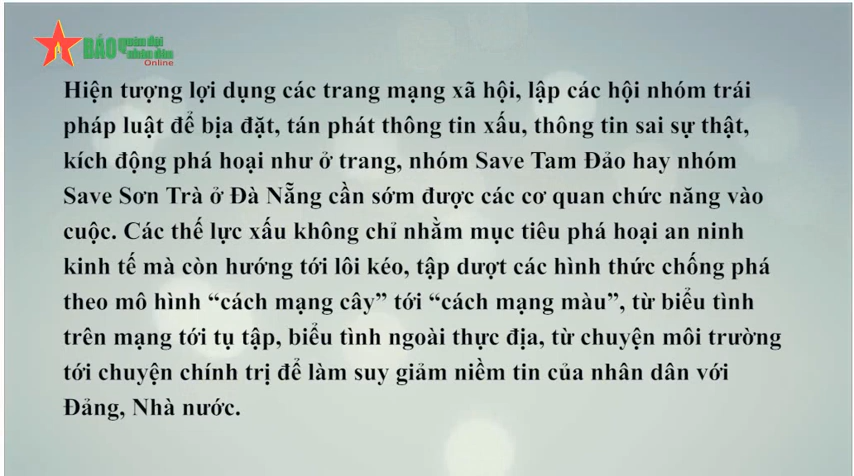 BÁO quân đội
nhân dân
Online
Hiện tượng lợi dụng các trang mạng xã hội, lập các hội nhóm trái
pháp luật để bịa đặt, tán phát thông tin xấu, thông tin sai sự thật,
kích động phá hoại như ở trang, nhóm Save Tam Đảo hay nhóm
Save Sơn Trà ở Đà Nẵng cần sớm được các cơ quan chức năng vào
cuộc. Các thế lực xấu không chỉ nhằm mục tiêu phá hoại an ninh
kinh tế mà còn hướng tới lôi kéo, tập dượt các hình thức chống phá
theo mô hình “cách mạng cây” tới “cách mạng màu”, từ biểu tình
trên mạng tới tụ tập, biểu tình ngoài thực địa, từ chuyện môi trường
tới chuyện chính trị để làm suy giảm niềm tin của nhân dân với
Đảng, Nhà nước.